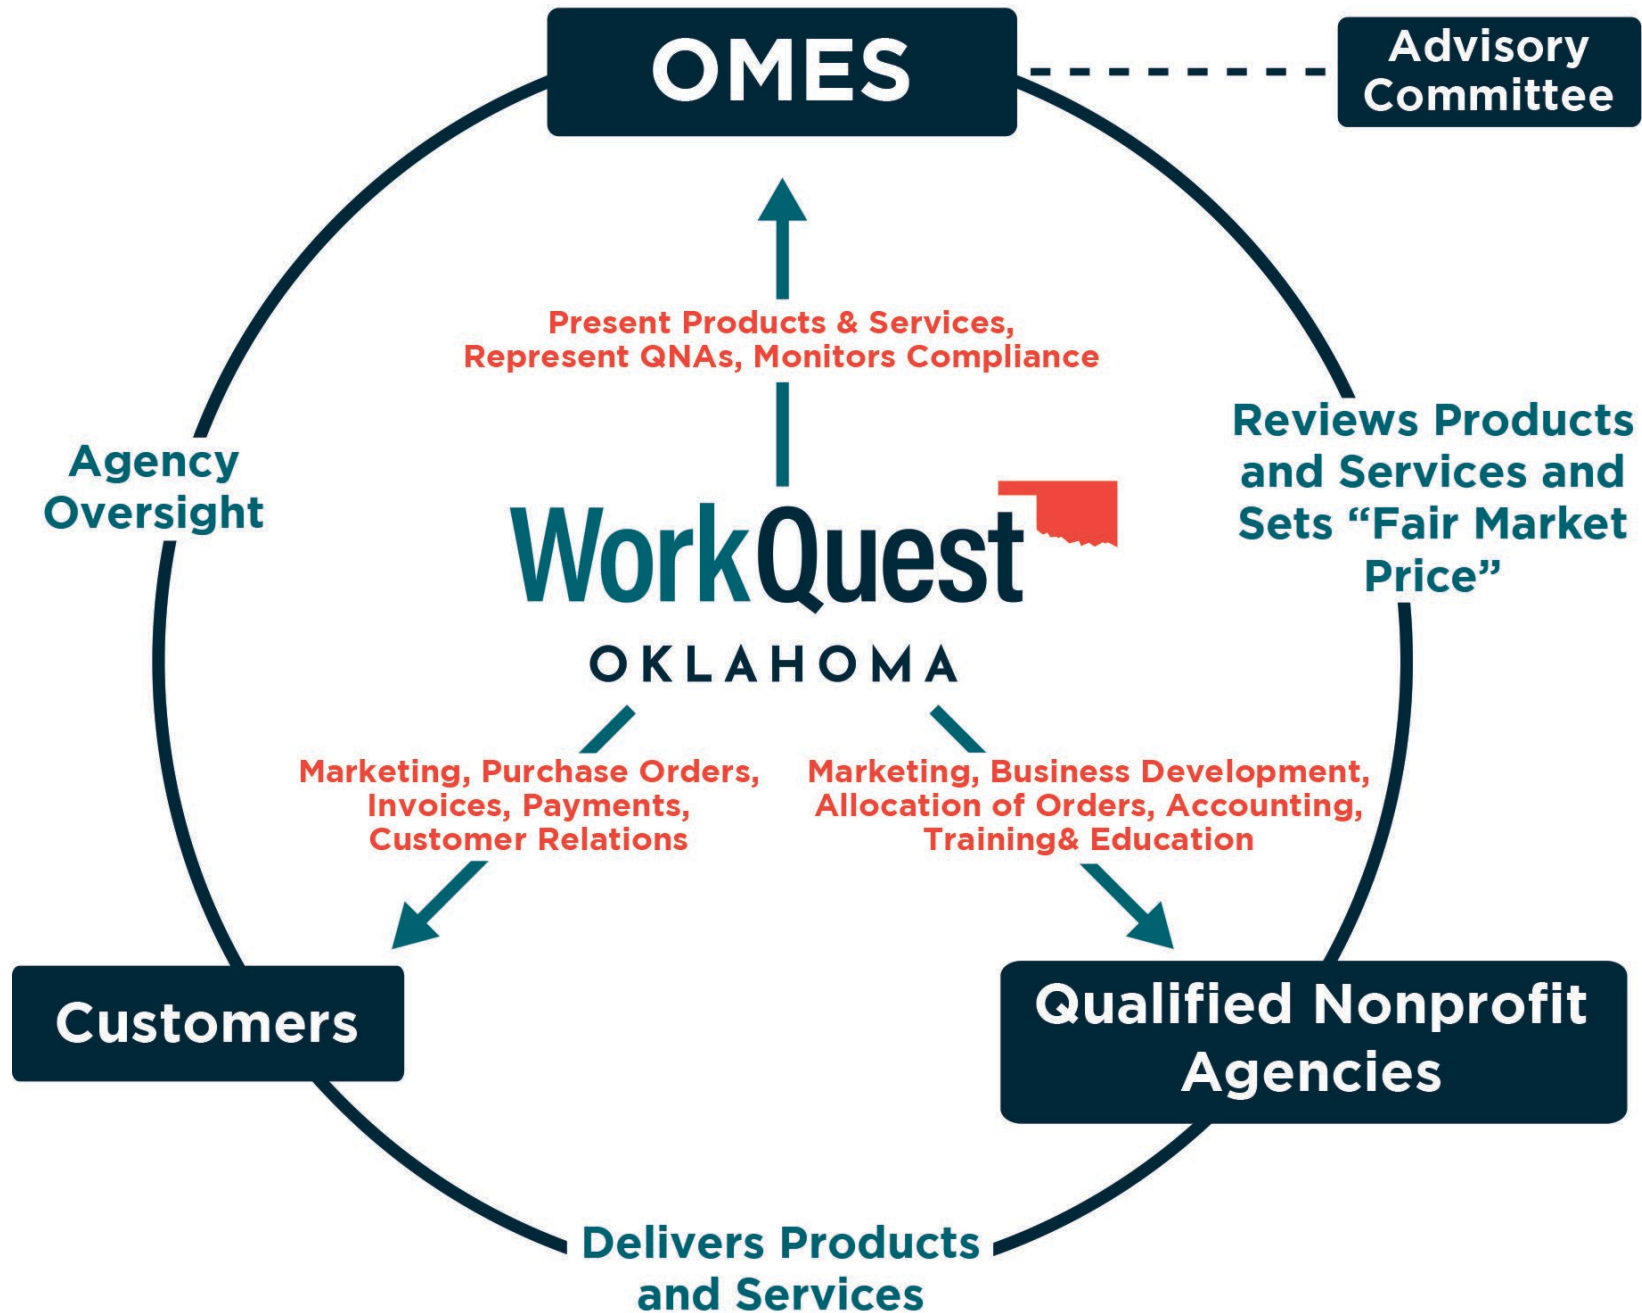 OMES
Advisory
Committee
Present Products & Services,
Represent QNAs, Monitors Compliance
Agency
Oversight
Reviews Products
and Services and
Sets “Fair Market
Price”
WorkQuest
OKLAHOMA
Marketing, Purchase Orders,
Invoices, Payments,
Customer Relations
Marketing, Business Development,
Allocation of Orders, Accounting,
Training& Education
Customers
Qualified Nonprofit
Agencies
Delivers Products
and Services